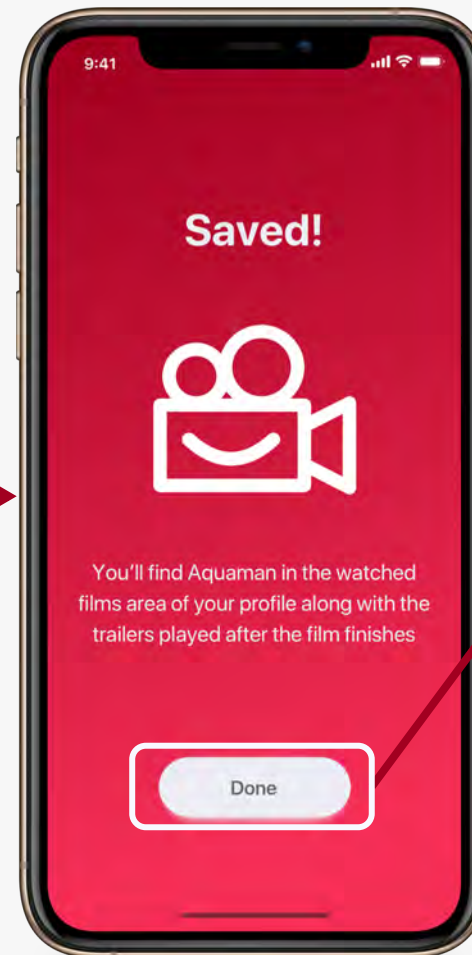 9:41
Saved!
You’ll find Aquaman in the watched
films area of your profile along with the
trailers played after the film finishes
Done